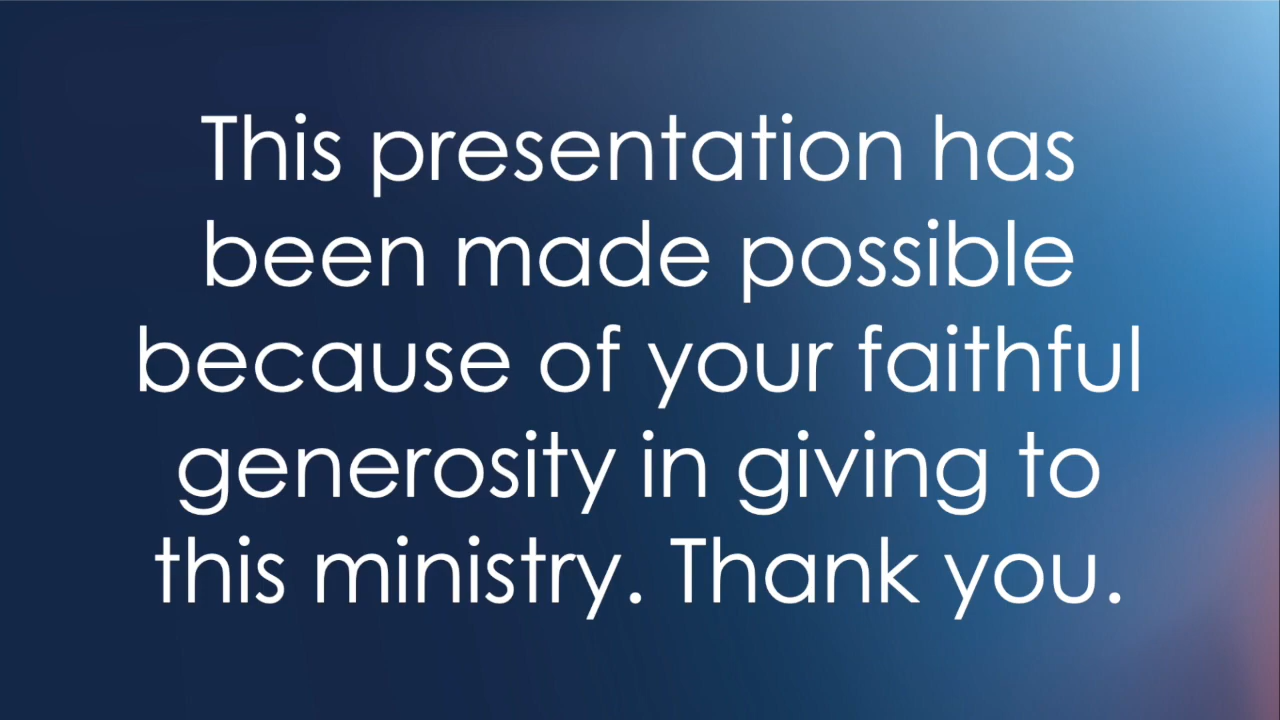 This presentation has
been made possible
because of your faithful
generosity in giving to
this ministry. Thank you.